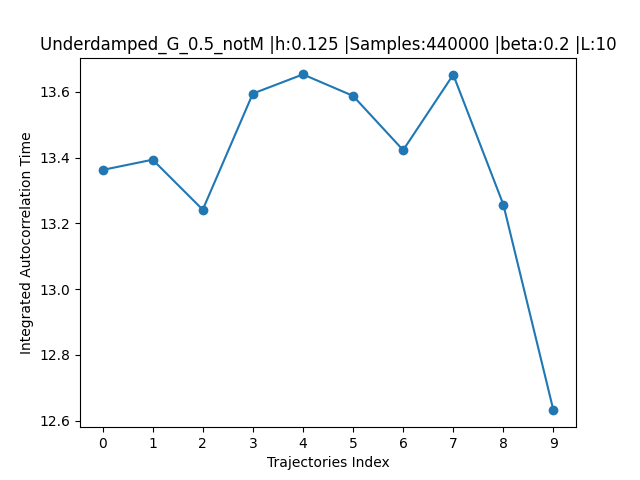 Underdamped_G_0.5_notM |h:0.125 |Samples:440000 |beta:0.2 |L:10
Integrated Autocorrelation Time
13.6
13.4
13.2
13.0
12.8
12.6
0 1 2 3 4 5 6 7 8 9
Trajectories Index